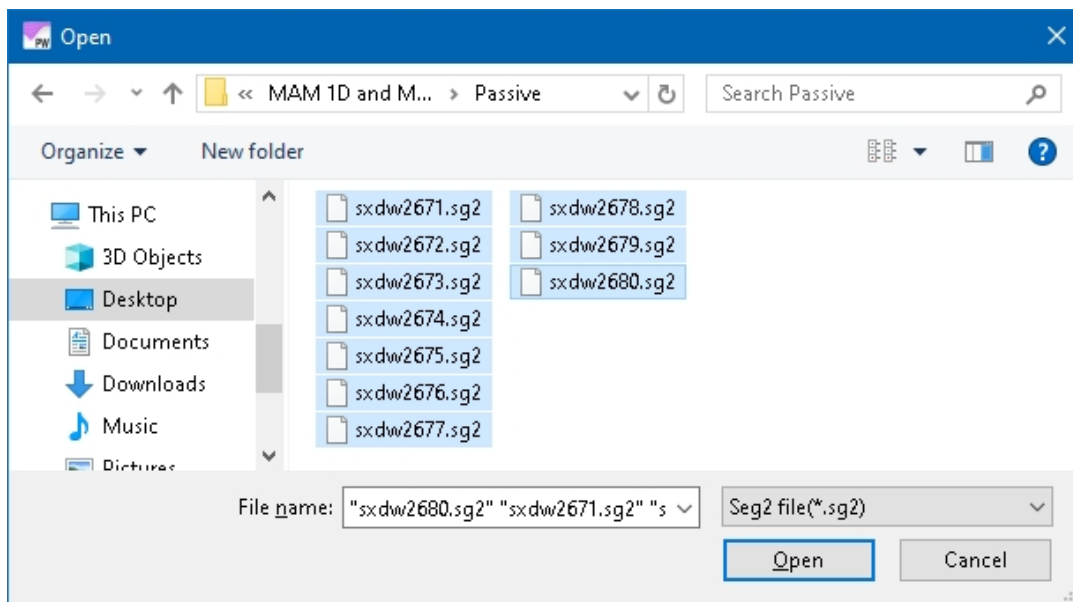 PW Open
« MAM 1D and M... › Passive
Search Passive
Organize
New folder
This PC
3D Objects
Desktop
Documents
Downloads
Music
Pictures
sxdw2671.sg2
sxdw2672.sg2
sxdw2673.sg2
sxdw2674.sg2
sxdw2675.sg2
sxdw2676.sg2
sxdw2677.sg2
sxdw2678.sg2
sxdw2679.sg2
sxdw2680.sg2
File name: "sxdw2680.sg2" "sxdw2671.sg2" "s
Seg2 file(*.sg2)
Open
Cancel